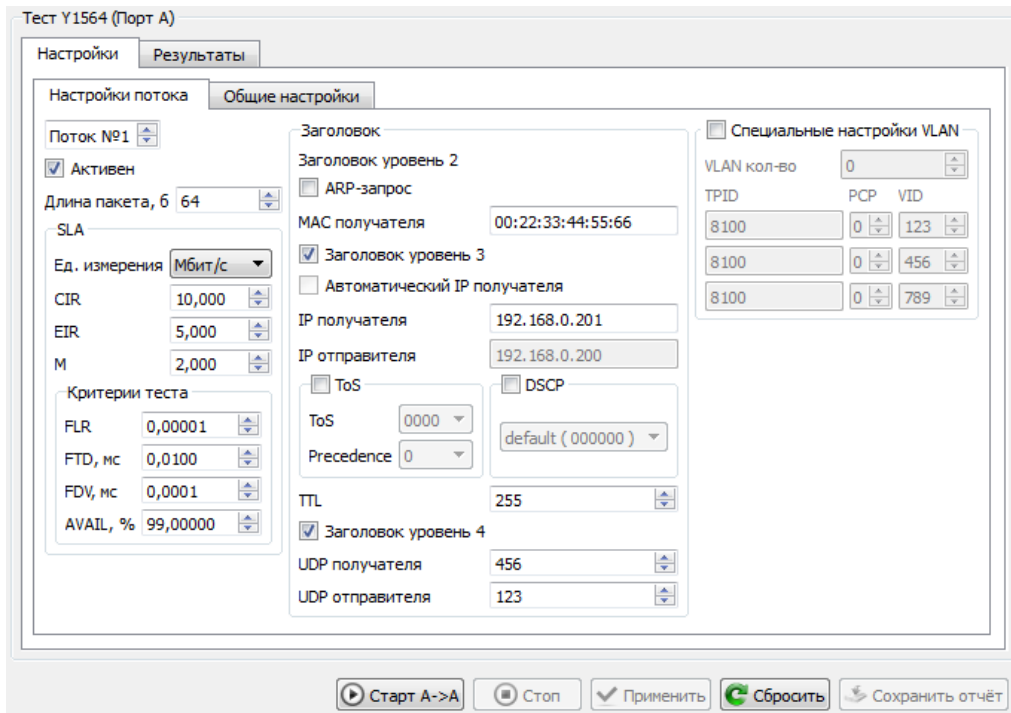 Тест Y1564 (Порт A)
Настройки Результаты
Настройки потока Общие настройки
Поток №1
Активен
Длина пакета, б 64
SLA
Ед. измерения Мбит/с
CIR 10,000
EIR 5,000
M 2,000
Критерии теста
FLR 0,00001
FTD, мс 0,0100
FDV, мс 0,0001
AVAIL, % 99,00000
Заголовок
Заголовок уровень 2
ARP-запрос
MAC получателя 00:22:33:44:55:66
Заголовок уровень 3
Автоматический IP получателя
IP получателя 192.168.0.201
IP отправителя 192.168.0.200
ToS
ToS 0000
Precedence 0
DSCP
default ( 000000 )
TTL 255
Заголовок уровень 4
UDP получателя 456
UDP отправителя 123
Специальные настройки VLAN
VLAN кол-во 0
TPID PCP VID
8100 0 123
8100 0 456
8100 0 789
Старт A->A Стоп Применить Сбросить Сохранить отчёт